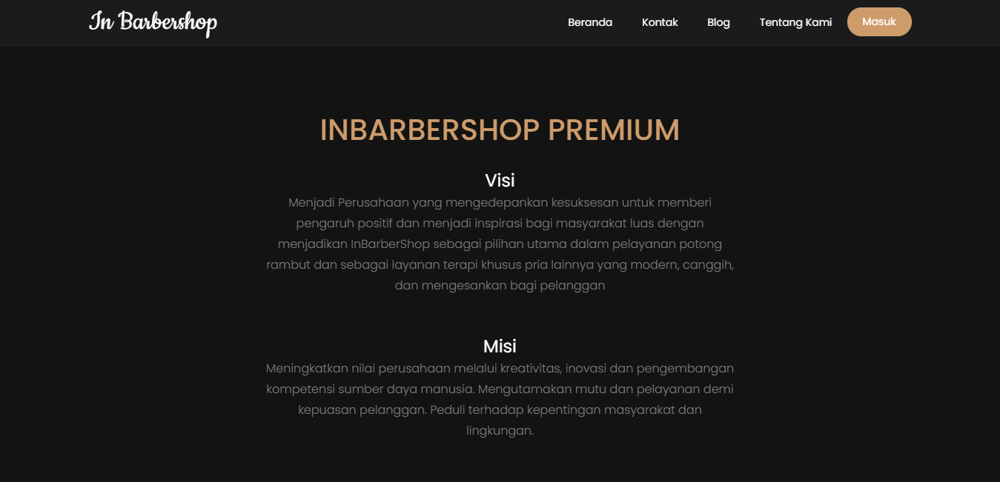 In Barbershop
Beranda Kontak Blog Tentang Kami Masuk
INBARBERSHOP PREMIUM
Visi
Menjadi Perusahaan yang mengedepankan kesuksesan untuk memberi
pengaruh positif dan menjadi inspirasi bagi masyarakat luas dengan
menjadikan InBarberShop sebagai pilihan utama dalam pelayanan potong
rambut dan sebagai layanan terapi khusus pria lainnya yang modern, canggih,
dan mengesankan bagi pelanggan
Misi
Meningkatkan nilai perusahaan melalui kreativitas, inovasi dan pengembangan
kompetensi sumber daya manusia. Mengutamakan mutu dan pelayanan demi
kepuasan pelanggan. Peduli terhadap kepentingan masyarakat dan
lingkungan.